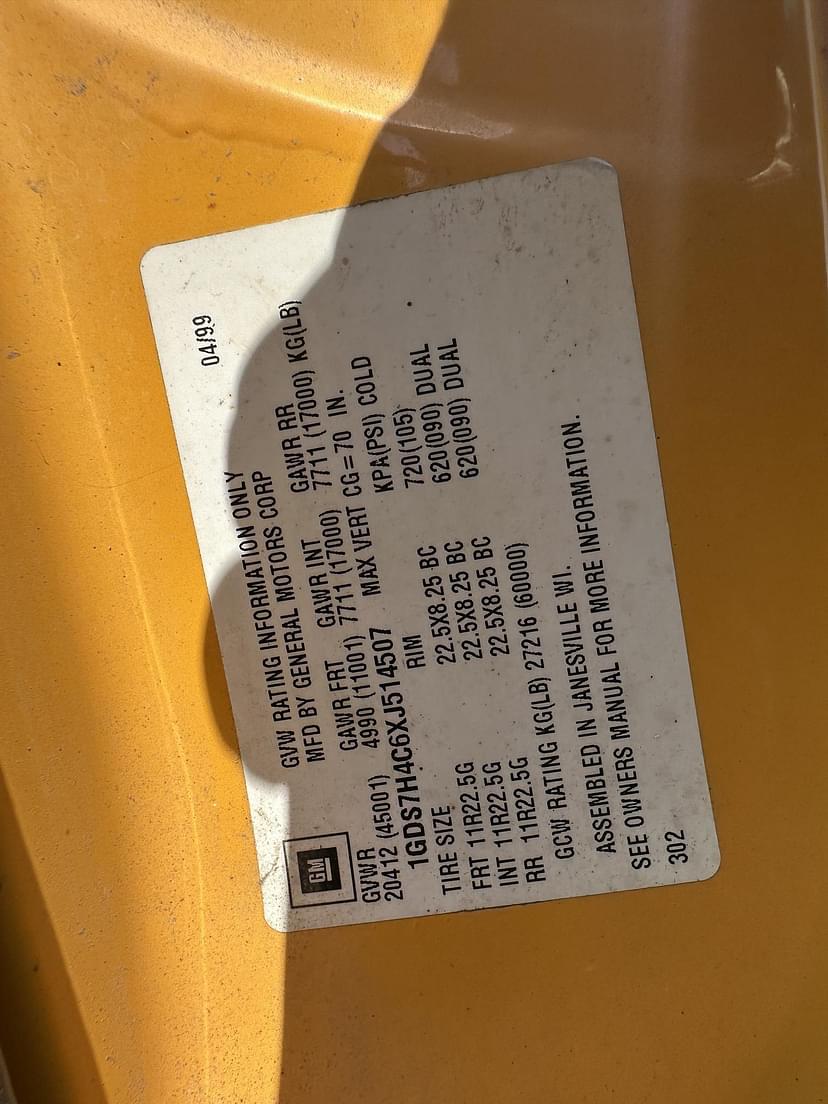 04/99
GVW RATING INFORMATION ONLY
MFD BY GENERAL MOTORS CORP
GM
GVWR GAWR FRT GAWR INT GAWR RR
20412 (45001) 4990 (11001) 7711 (17000) 7711 (17000) KG(LB)
1GDS7H4C6XJ514507 MAX VERT CG=70 IN.
TIRE SIZE RIM KPA(PSI) COLD
FRT 11R22.5G 22.5X8.25 BC 720(105)
INT 11R22.5G 22.5X8.25 BC 620(090) DUAL
RR 11R22.5G 22.5X8.25 BC 620(090) DUAL
GCW RATING KG(LB) 27216 (60000)
ASSEMBLED IN JANESVILLE WI.
SEE OWNERS MANUAL FOR MORE INFORMATION.
302